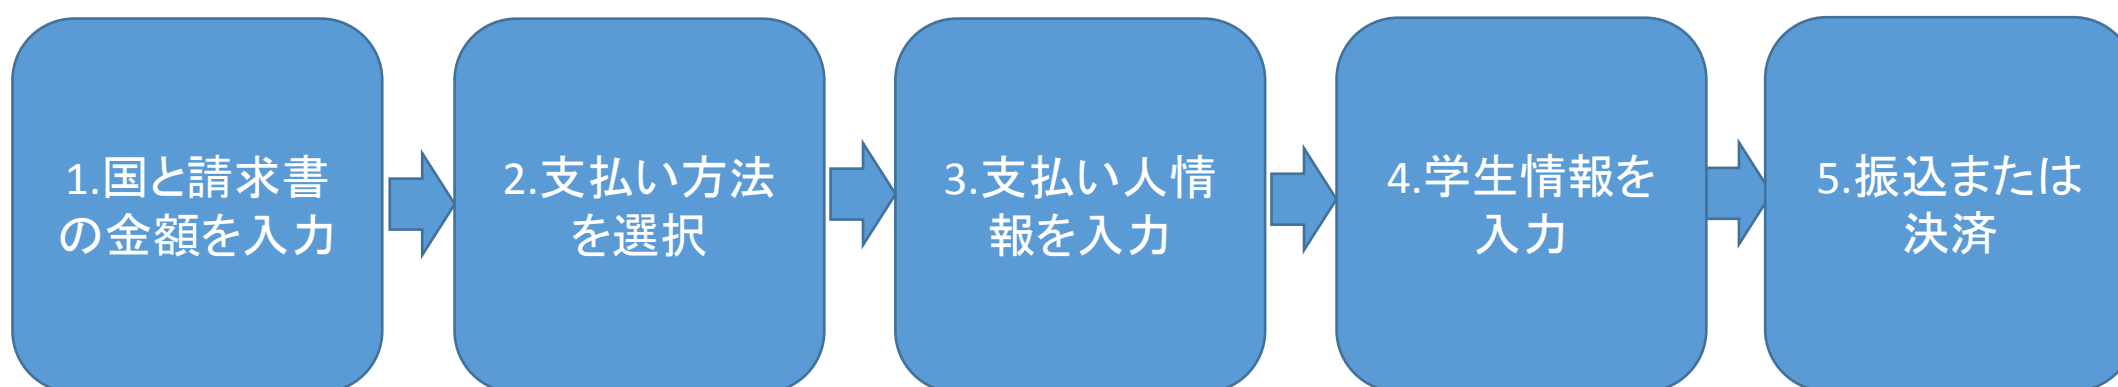 1.国と請求書
の金額を入力
2.支払い方法
を選択
3.支払い人情
報を入力
4.学生情報を
入力
5.振込または
決済